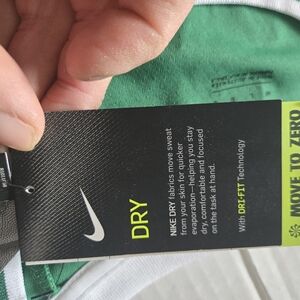 DRY
NIKE DRY fabrics move sweat
from your skin for quicker
evaporation—helping you stay
dry, comfortable and focused
on the task at hand.
With DRI-FIT Technology
MOVE TO ZERO